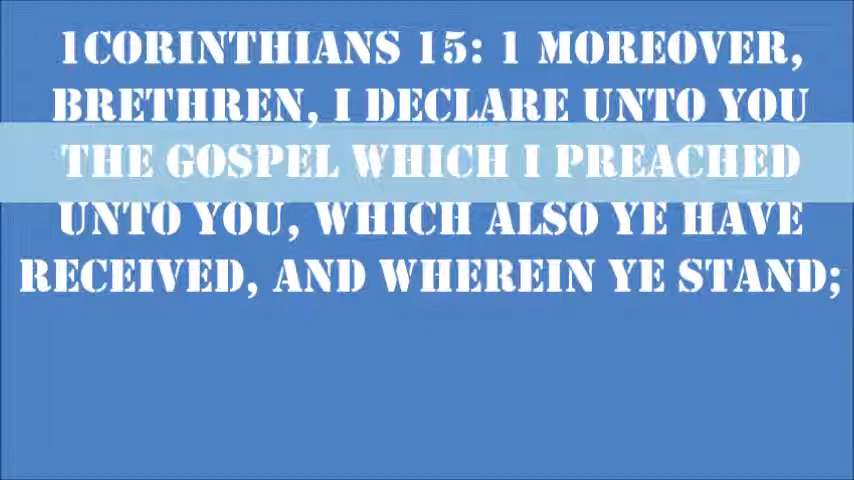 1CORINTHIANS 15: 1 MOREOVER,
BRETHREN, I DECLARE UNTO YOU
THE GOSPEL WHICH I PREACHED
UNTO YOU, WHICH ALSO YE HAVE
RECEIVED, AND WHEREIN YE STAND;